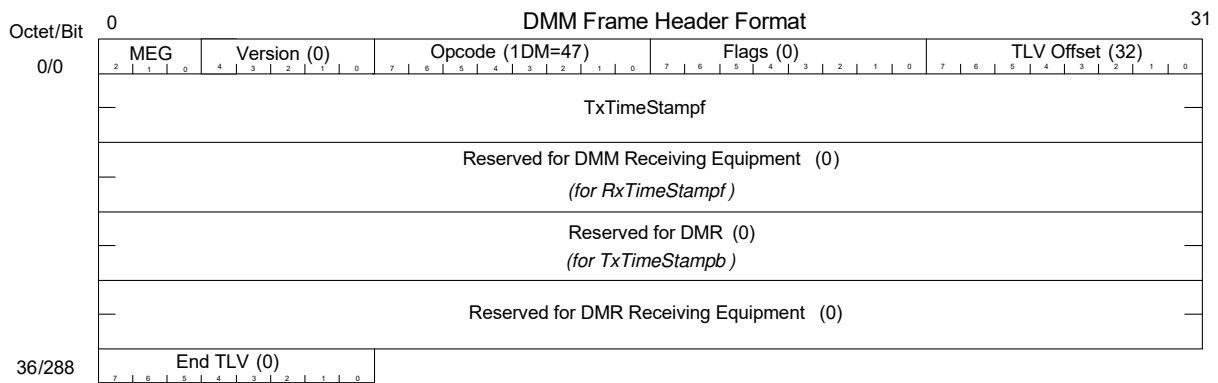 DMM Frame Header Format
Octet/Bit 0 31
MEG Version (0) Opcode (1DM=47) Flags (0) TLV Offset (32)
0/0 2 1 0 4 3 2 1 0 7 6 5 4 3 2 1 0 7 6 5 4 3 2 1 0 7 6 5 4 3 2 1 0
TxTimeStampf
Reserved for DMM Receiving Equipment (0)
(for RxTimeStampf)
Reserved for DMR (0)
(for TxTimeStampb)
Reserved for DMR Receiving Equipment (0)
36/288 End TLV (0)
7 6 5 4 3 2 1 0